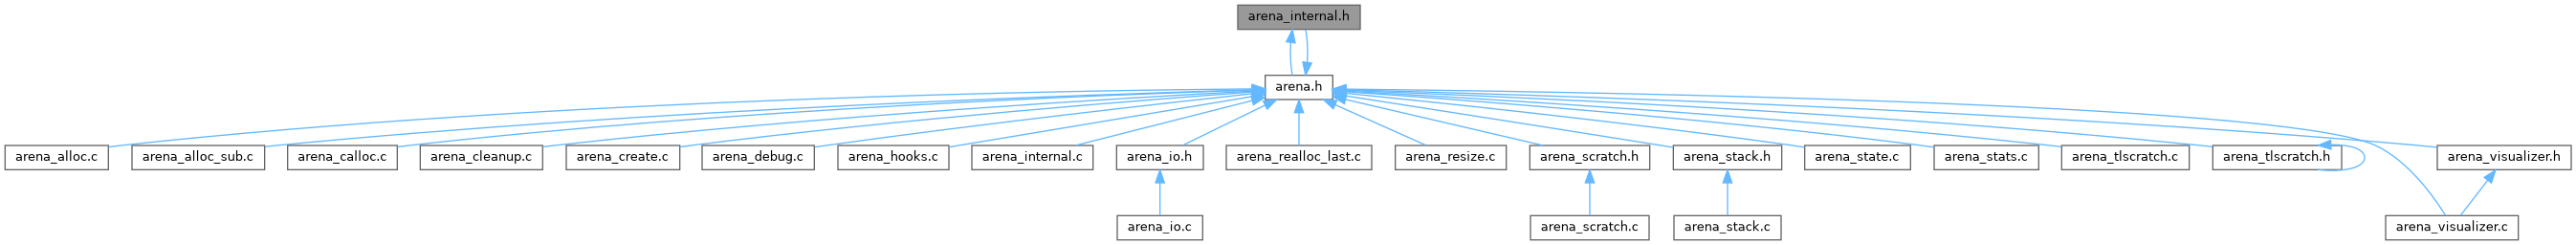 arena_internal.h
arena.h
arena_alloc.c
arena_alloc_sub.c
arena_calloc.c
arena_cleanup.c
arena_create.c
arena_debug.c
arena_hooks.c
arena_internal.c
arena_io.h
arena_realloc_last.c
arena_resize.c
arena_scratch.h
arena_stack.h
arena_state.c
arena_stats.c
arena_tlscratch.c
arena_tlscratch.h
arena_visualizer.h
arena_io.c
arena_scratch.c
arena_stack.c
arena_visualizer.c